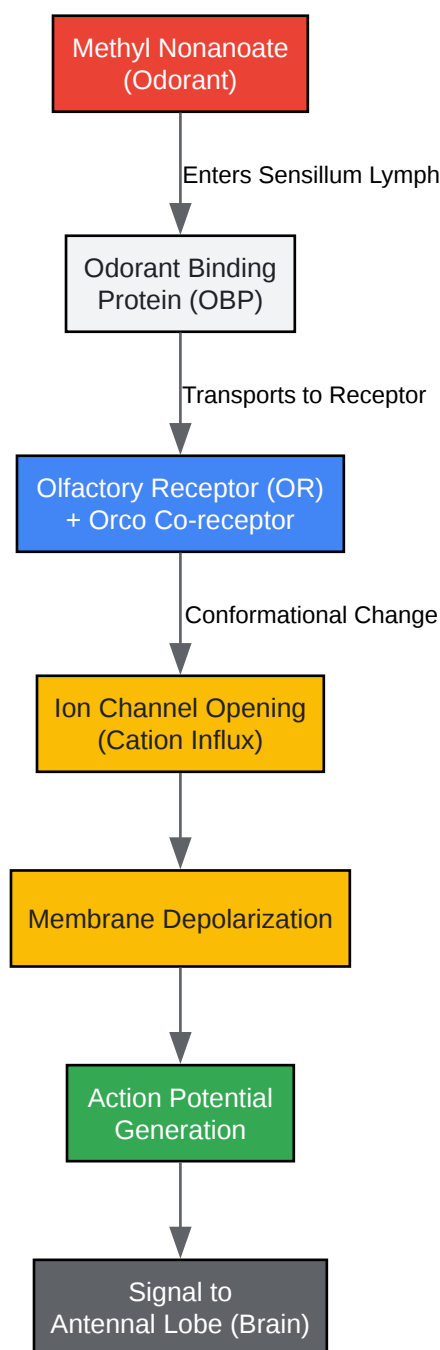 Methyl Nonanoate
(Odorant)
Enters Sensillum Lymph
Odorant Binding
Protein (OBP)
Transports to Receptor
Olfactory Receptor (OR)
+ Orco Co-receptor
Conformational Change
Ion Channel Opening
(Cation Influx)
Membrane Depolarization
Action Potential
Generation
Signal to
Antennal Lobe (Brain)